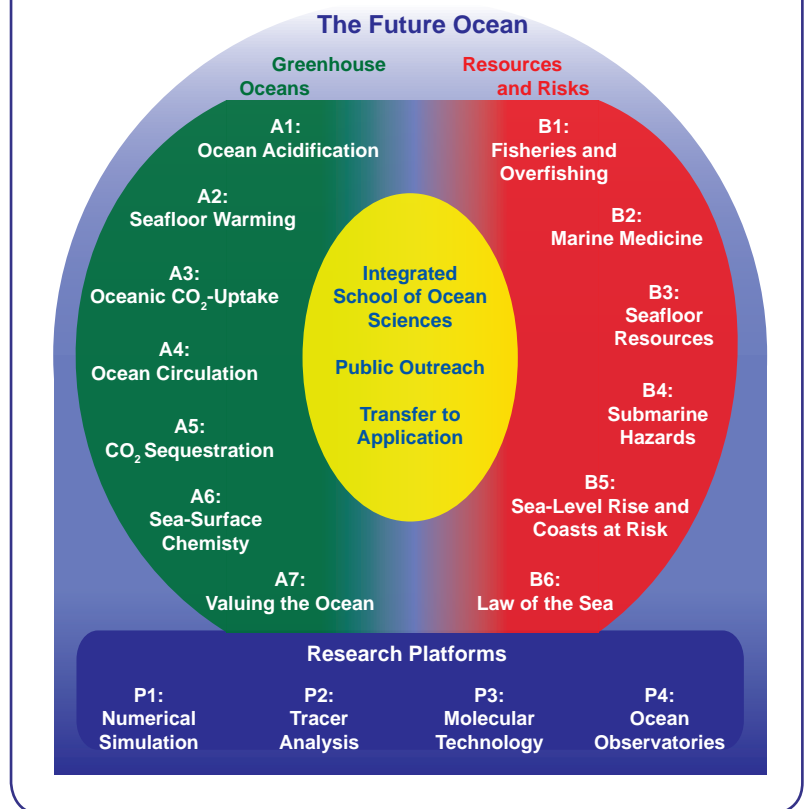 The Future Ocean
Greenhouse
Oceans
Resources
and Risks
A1:
Ocean Acidification
A2:
Seafloor Warming
A3:
Oceanic CO₂-Uptake
A4:
Ocean Circulation
A5:
CO₂ Sequestration
A6:
Sea-Surface
Chemisty
A7:
Valuing the Ocean
Integrated
School of Ocean
Sciences
Public Outreach
Transfer to
Application
B1:
Fisheries and
Overfishing
B2:
Marine Medicine
B3:
Seafloor
Resources
B4:
Submarine
Hazards
B5:
Sea-Level Rise and
Coasts at Risk
B6:
Law of the Sea
Research Platforms
P1:
Numerical
Simulation
P2:
Tracer
Analysis
P3:
Molecular
Technology
P4:
Ocean
Observatories